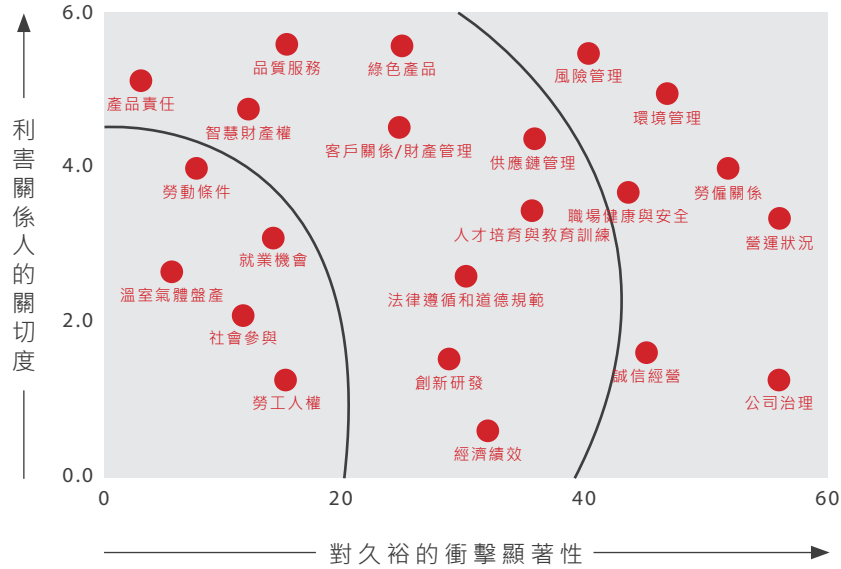 6.0
品質服務
綠色產品
風險管理
產品責任
環境管理
智慧財產權
客戶關係/財產管理
供應鏈管理
4.0
勞動條件
勞僱關係
職場健康與安全
人才培育與教育訓練
營運狀況
就業機會
溫室氣體盤產
法律遵循和道德規範
2.0
社會參與
創新研發
誠信經營
勞工人權
公司治理
經濟績效
0.0
0
20
40
60
利害關係人的關切度
對久裕的衝擊顯著性